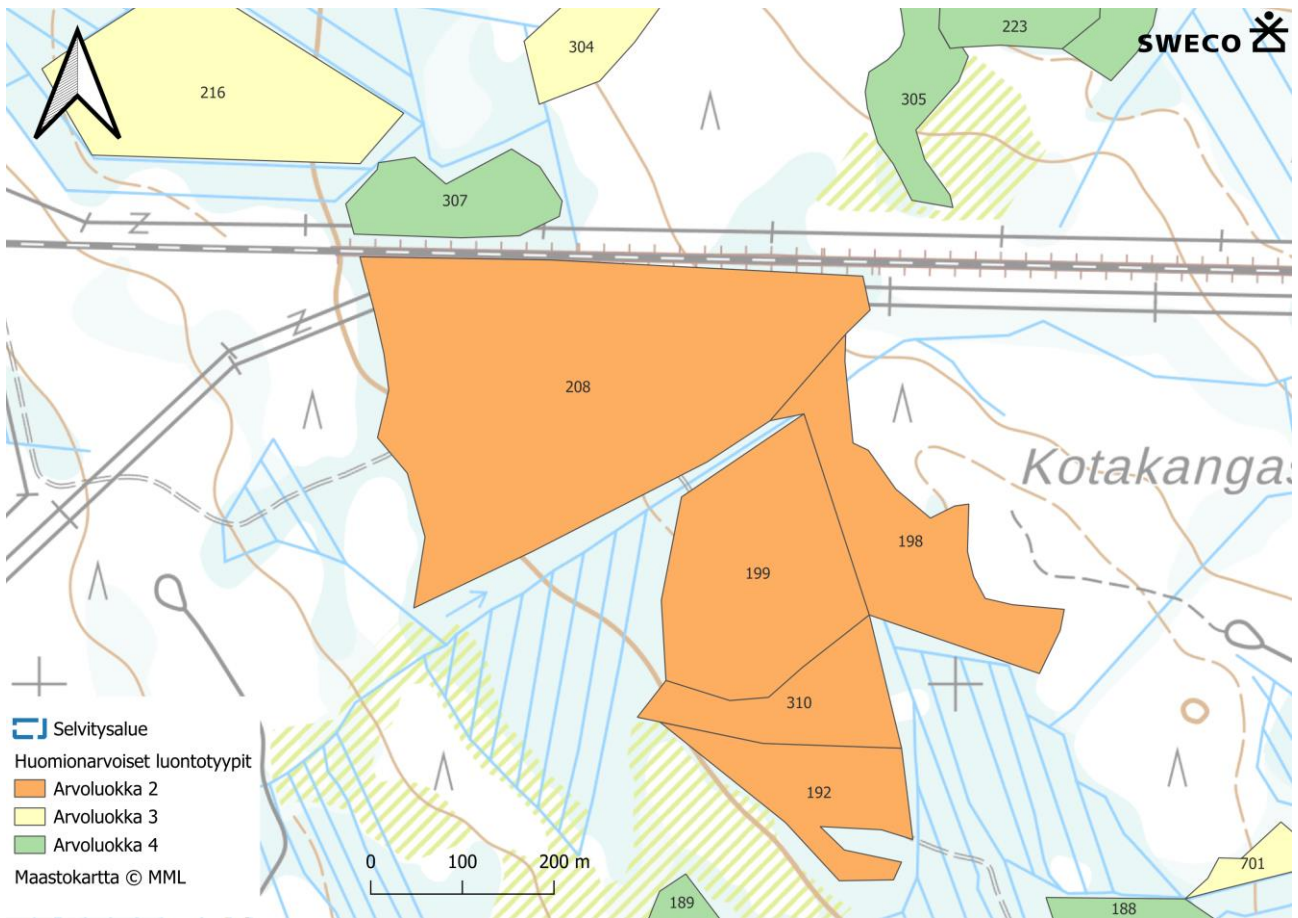 304
223
SWECO
216
305
307
208
Kotakangas
198
199
310
192
Selvitysalue
Huomionarvoiset luontotyypit
Arvoluokka 2
Arvoluokka 3
Arvoluokka 4
Maastokartta © MML
0 100 200 m
701
189
188